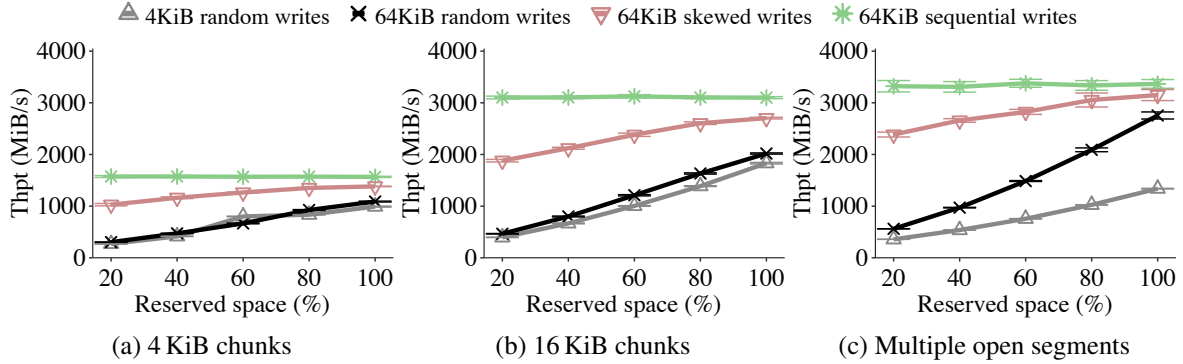 4KiB random writes 64KiB random writes 64KiB skewed writes 64KiB sequential writes
Thpt (MiB/s)
4000
3000
2000
1000
0
20 40 60 80 100
Reserved space (%)
(a) 4 KiB chunks
Thpt (MiB/s)
4000
3000
2000
1000
0
20 40 60 80 100
Reserved space (%)
(b) 16 KiB chunks
Thpt (MiB/s)
4000
3000
2000
1000
0
20 40 60 80 100
Reserved space (%)
(c) Multiple open segments